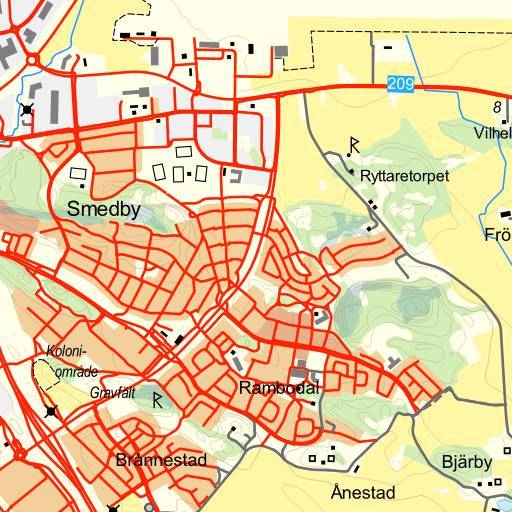 209
8
Vilhel
Ryttaretorpet
Smedby
Frö
Koloni-
område
Gravfält
Rambodal
Brännestad
Bjärby
Ånestad